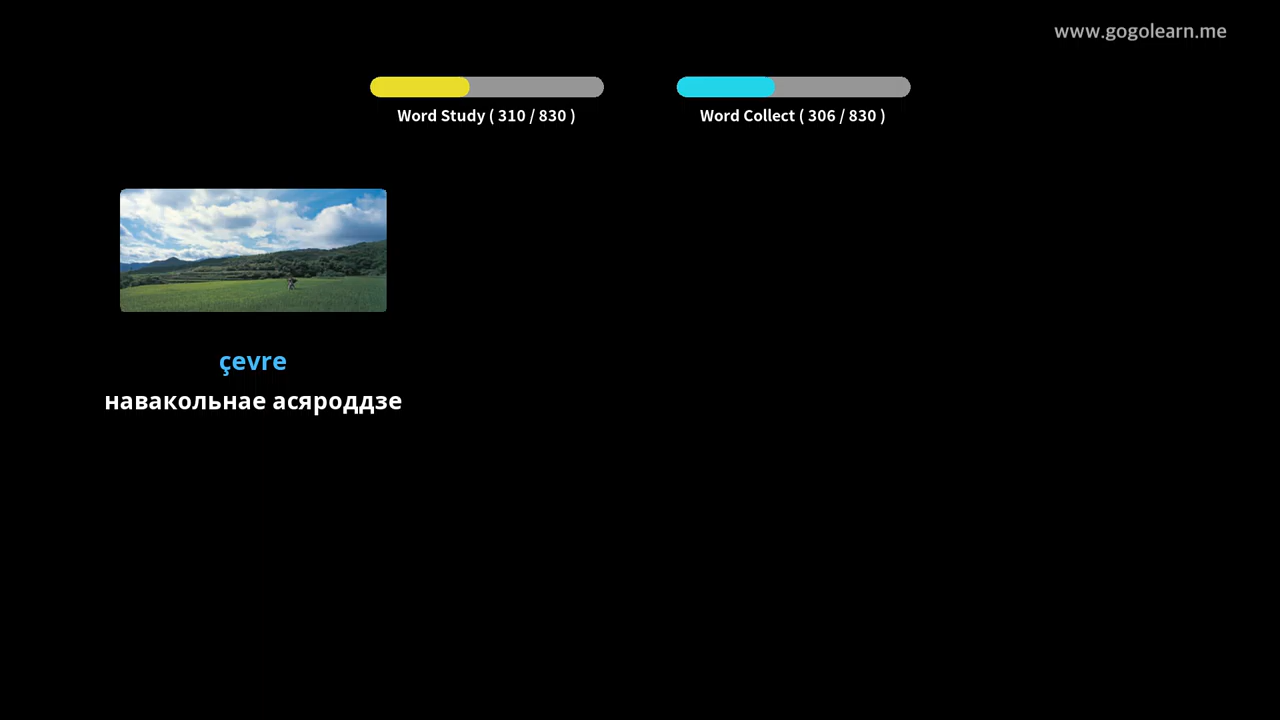 www.gogolearn.me
Word Study ( 310 / 830 )
Word Collect ( 306 / 830 )
çevre
навакольнае асяроддзе